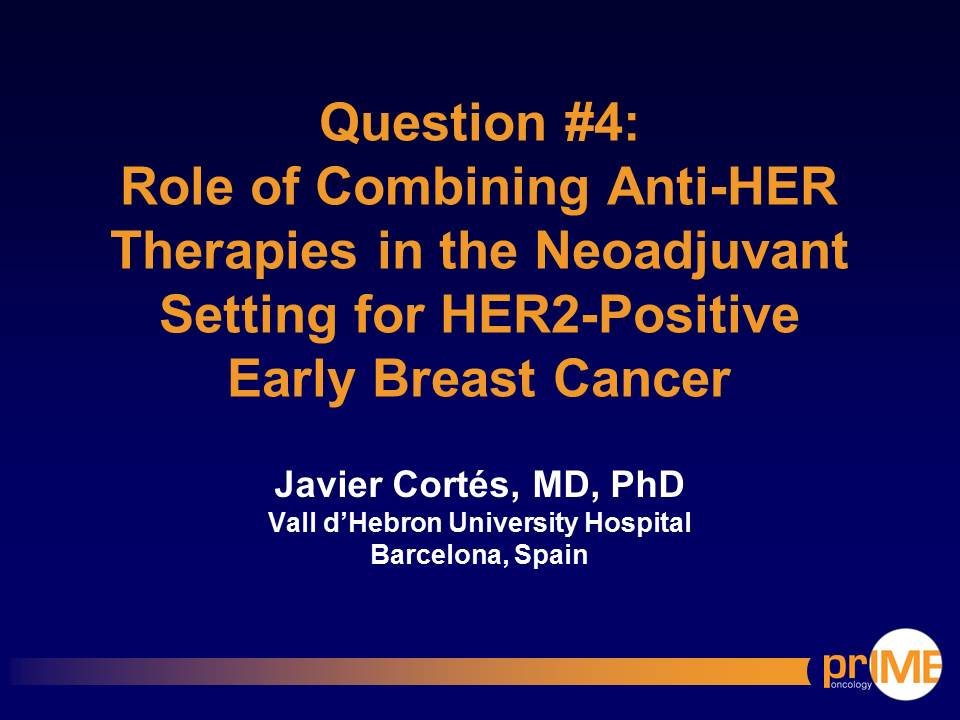 Question #4:
Role of Combining Anti-HER
Therapies in the Neoadjuvant
Setting for HER2-Positive
Early Breast Cancer
Javier Cortés, MD, PhD
Vall d’Hebron University Hospital
Barcelona, Spain
prIME
oncology